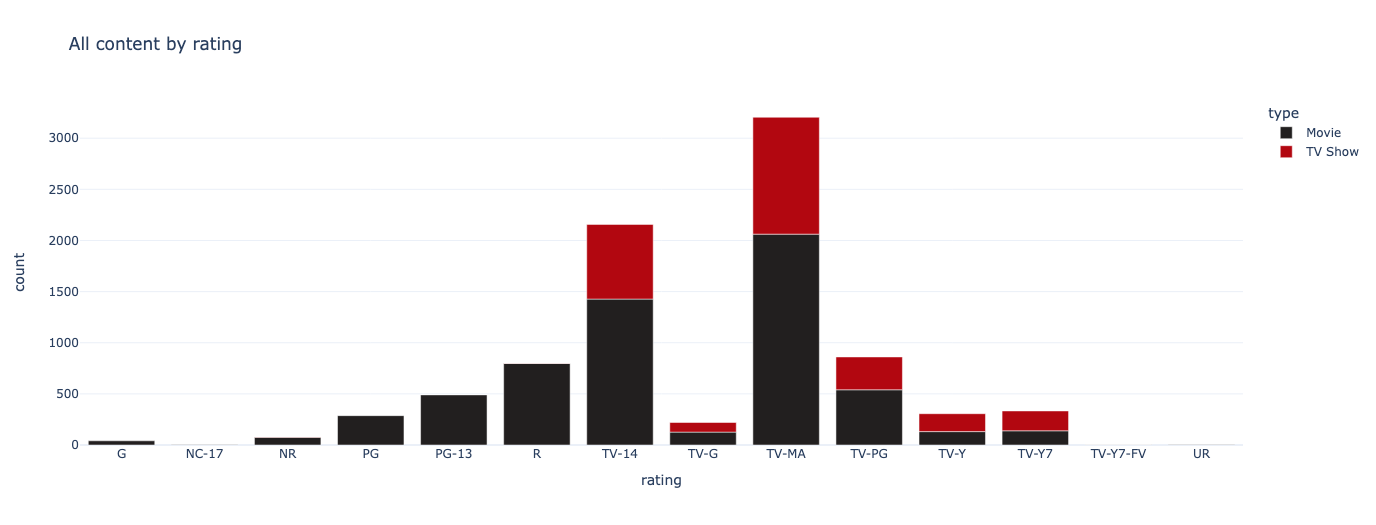 All content by rating
type
Movie
TV Show
3000
2500
2000
1500
1000
500
0
count
G NC-17 NR PG PG-13 R TV-14 TV-G TV-MA TV-PG TV-Y TV-Y7 TV-Y7-FV UR
rating